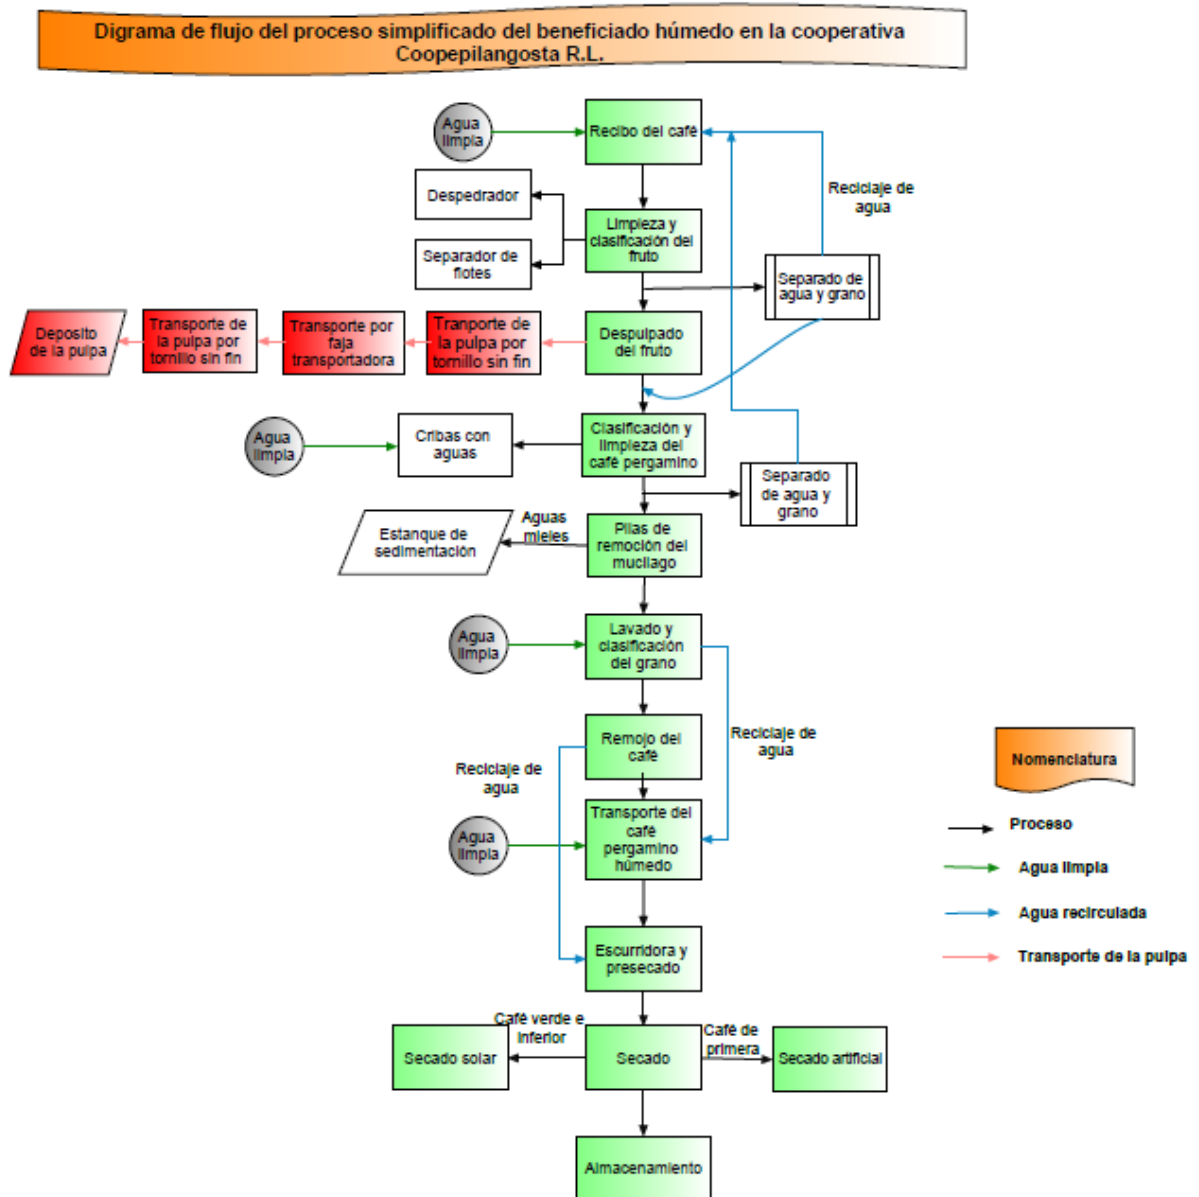 Digrama de flujo del proceso simplificado del beneficiado húmedo en la cooperativa
Coopepilangosta R.L.
Agua
limpia
Recibo del café
Reciclaje de
agua
Despedrador
Limpieza y
clasificación del
fruto
Separador de
flotes
Separado de
agua y grano
Deposito
de la pulpa
Transporte de
la pulpa por
tornillo sin fin
Transporte por
faja
transportadora
Tranporte de
la pulpa por
tornillo sin fin
Despulpado
del fruto
Agua
limpia
Cribas con
aguas
Clasificación y
limpieza del
café pergamino
Separado
de agua y
grano
Estanque de
sedimentación
Aguas
mieles
Pilas de
remoción del
mucilago
Agua
limpia
Lavado y
clasificación
del grano
Reciclaje de
agua
Remojo del
café
Reciclaje de
agua
Agua
limpia
Transporte del
café
pergamino
húmedo
Escurridora y
presecado
Café verde e
inferior
Café de
primera
Secado solar
Secado
Secado artificial
Almacenamiento
Nomenclatura
Proceso
Agua limpia
Agua recirculada
Transporte de la pulpa